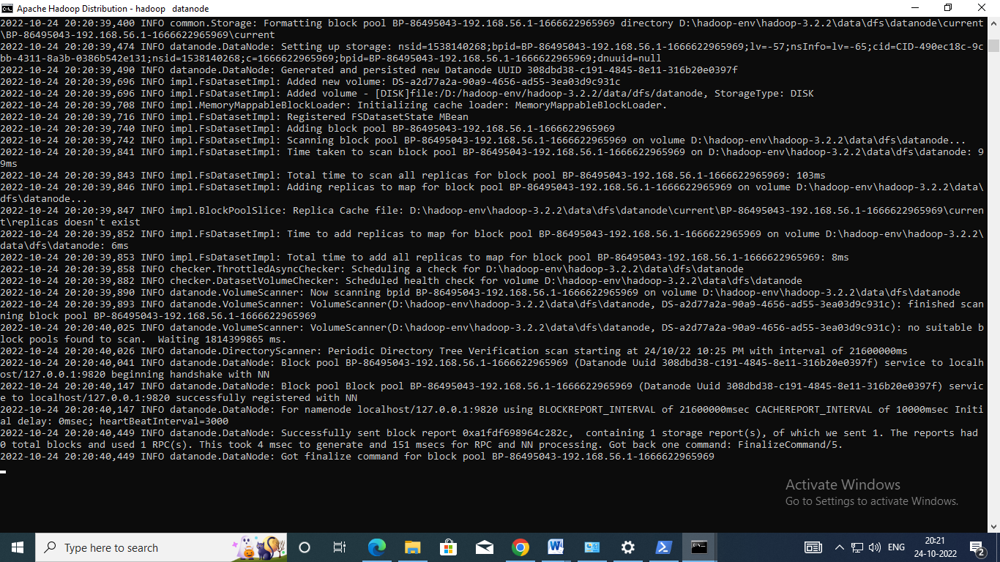 Apache Hadoop Distribution - hadoop   datanode
2022-10-24 20:20:39,400 INFO common.Storage: Formatting block pool BP-86495043-192.168.56.1-1666622965969 directory D:\hadoop-env\hadoop-3.2.2\data\dfs\datanode\current
\BP-86495043-192.168.56.1-1666622965969\current
2022-10-24 20:20:39,474 INFO datanode.DataNode: Setting up storage: nsid=1538140268;bpid=BP-86495043-192.168.56.1-1666622965969;lv=-57;nsInfo=lv=-65;cid=CID-490ec18c-9c
bb-4311-8a3b-0386b542e131;nsid=1538140268;c=1666622965969;bpid=BP-86495043-192.168.56.1-1666622965969;dnuuid=null
2022-10-24 20:20:39,490 INFO datanode.DataNode: Generated and persisted new Datanode UUID 308dbd38-c191-4845-8e11-316b20e0397f
2022-10-24 20:20:39,696 INFO impl.FsDatasetImpl: Added new volume: DS-a2d77a2a-90a9-4656-ad55-3ea03d9c931c
2022-10-24 20:20:39,696 INFO impl.FsDatasetImpl: Added volume - [DISK]file:/D:/hadoop-env/hadoop-3.2.2/data/dfs/datanode, StorageType: DISK
2022-10-24 20:20:39,708 INFO impl.MemoryMappableBlockLoader: Initializing cache loader: MemoryMappableBlockLoader.
2022-10-24 20:20:39,716 INFO impl.FsDatasetImpl: Registered FSDatasetState MBean
2022-10-24 20:20:39,740 INFO impl.FsDatasetImpl: Adding block pool BP-86495043-192.168.56.1-1666622965969
2022-10-24 20:20:39,742 INFO impl.FsDatasetImpl: Scanning block pool BP-86495043-192.168.56.1-1666622965969 on volume D:\hadoop-env\hadoop-3.2.2\data\dfs\datanode...
2022-10-24 20:20:39,841 INFO impl.FsDatasetImpl: Time taken to scan block pool BP-86495043-192.168.56.1-1666622965969 on D:\hadoop-env\hadoop-3.2.2\data\dfs\datanode: 9
9ms
2022-10-24 20:20:39,843 INFO impl.FsDatasetImpl: Total time to scan all replicas for block pool BP-86495043-192.168.56.1-1666622965969: 103ms
2022-10-24 20:20:39,846 INFO impl.FsDatasetImpl: Adding replicas to map for block pool BP-86495043-192.168.56.1-1666622965969 on volume D:\hadoop-env\hadoop-3.2.2\data\
dfs\datanode...
2022-10-24 20:20:39,847 INFO impl.BlockPoolSlice: Replica Cache file: D:\hadoop-env\hadoop-3.2.2\data\dfs\datanode\current\BP-86495043-192.168.56.1-1666622965969\curren
t\replicas doesn't exist
2022-10-24 20:20:39,852 INFO impl.FsDatasetImpl: Time to add replicas to map for block pool BP-86495043-192.168.56.1-1666622965969 on volume D:\hadoop-env\hadoop-3.2.2\
data\dfs\datanode: 6ms
2022-10-24 20:20:39,853 INFO impl.FsDatasetImpl: Total time to add all replicas to map for block pool BP-86495043-192.168.56.1-1666622965969: 8ms
2022-10-24 20:20:39,858 INFO checker.ThrottledAsyncChecker: Scheduling a check for D:\hadoop-env\hadoop-3.2.2\data\dfs\datanode
2022-10-24 20:20:39,882 INFO checker.DatasetVolumeChecker: Scheduled health check for volume D:\hadoop-env\hadoop-3.2.2\data\dfs\datanode
2022-10-24 20:20:39,890 INFO datanode.VolumeScanner: Now scanning bpid BP-86495043-192.168.56.1-1666622965969 on volume D:\hadoop-env\hadoop-3.2.2\data\dfs\datanode
2022-10-24 20:20:39,893 INFO datanode.VolumeScanner: VolumeScanner(D:\hadoop-env\hadoop-3.2.2\data\dfs\datanode, DS-a2d77a2a-90a9-4656-ad55-3ea03d9c931c): finished scan
ning block pool BP-86495043-192.168.56.1-1666622965969
2022-10-24 20:20:40,025 INFO datanode.VolumeScanner: VolumeScanner(D:\hadoop-env\hadoop-3.2.2\data\dfs\datanode, DS-a2d77a2a-90a9-4656-ad55-3ea03d9c931c): no suitable b
lock pools found to scan.  Waiting 1814399865 ms.
2022-10-24 20:20:40,026 INFO datanode.DirectoryScanner: Periodic Directory Tree Verification scan starting at 24/10/22 10:25 PM with interval of 21600000ms
2022-10-24 20:20:40,041 INFO datanode.DataNode: Block pool BP-86495043-192.168.56.1-1666622965969 (Datanode Uuid 308dbd38-c191-4845-8e11-316b20e0397f) service to localh
ost/127.0.0.1:9820 beginning handshake with NN
2022-10-24 20:20:40,147 INFO datanode.DataNode: Block pool Block pool BP-86495043-192.168.56.1-1666622965969 (Datanode Uuid 308dbd38-c191-4845-8e11-316b20e0397f) servic
e to localhost/127.0.0.1:9820 successfully registered with NN
2022-10-24 20:20:40,147 INFO datanode.DataNode: For namenode localhost/127.0.0.1:9820 using BLOCKREPORT_INTERVAL of 21600000msec CACHEREPORT_INTERVAL of 10000msec Initi
al delay: 0msec; heartBeatInterval=3000
2022-10-24 20:20:40,449 INFO datanode.DataNode: Successfully sent block report 0xa1fdf698964c282c,  containing 1 storage report(s), of which we sent 1. The reports had
0 total blocks and used 1 RPC(s). This took 4 msec to generate and 151 msecs for RPC and NN processing. Got back one command: FinalizeCommand/5.
2022-10-24 20:20:40,449 INFO datanode.DataNode: Got finalize command for block pool BP-86495043-192.168.56.1-1666622965969
Activate Windows
Go to Settings to activate Windows.
Type here to search
ENG
20:21
24-10-2022
2